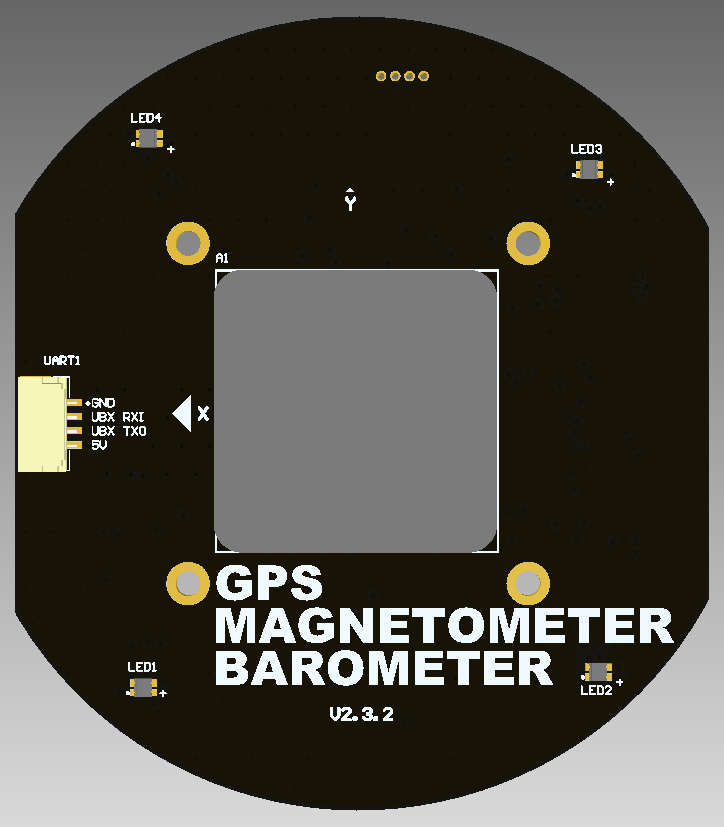 LED4
LED3
^
Y
A1
UART1
GND
UBX RXI
UBX TXO
5V
X
GPS
MAGNETOMETER
BAROMETER
LED1
LED2
V2.3.2